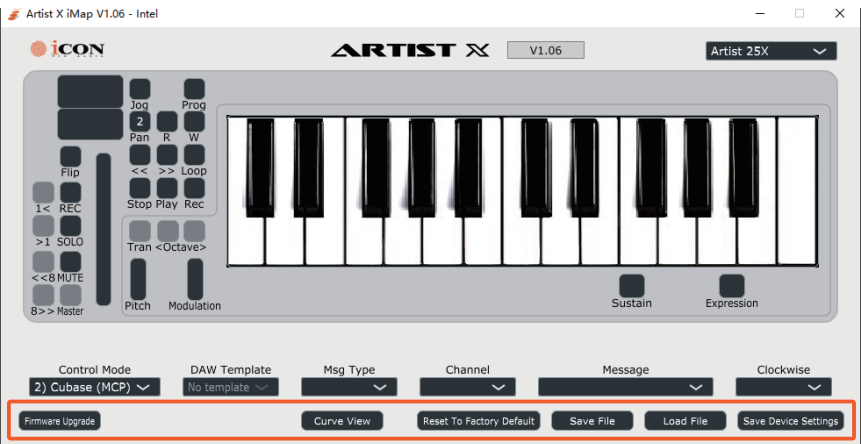 Artist X iMap V1.06 - Intel
iCON
PRO AUDIO
ARTIST X
V1.06
Artist 25X
Jog
Prog
2
Pan
R
W
Flip
<<
>>
Loop
1<
REC
Stop
Play
Rec
>1
SOLO
Tran
<Octave>
<<8
MUTE
8>>
Master
Pitch
Modulation
Sustain
Expression
Control Mode
DAW Template
Msg Type
Channel
Message
Clockwise
2) Cubase (MCP)
No template
Firmware Upgrade
Curve View
Reset To Factory Default
Save File
Load File
Save Device Settings